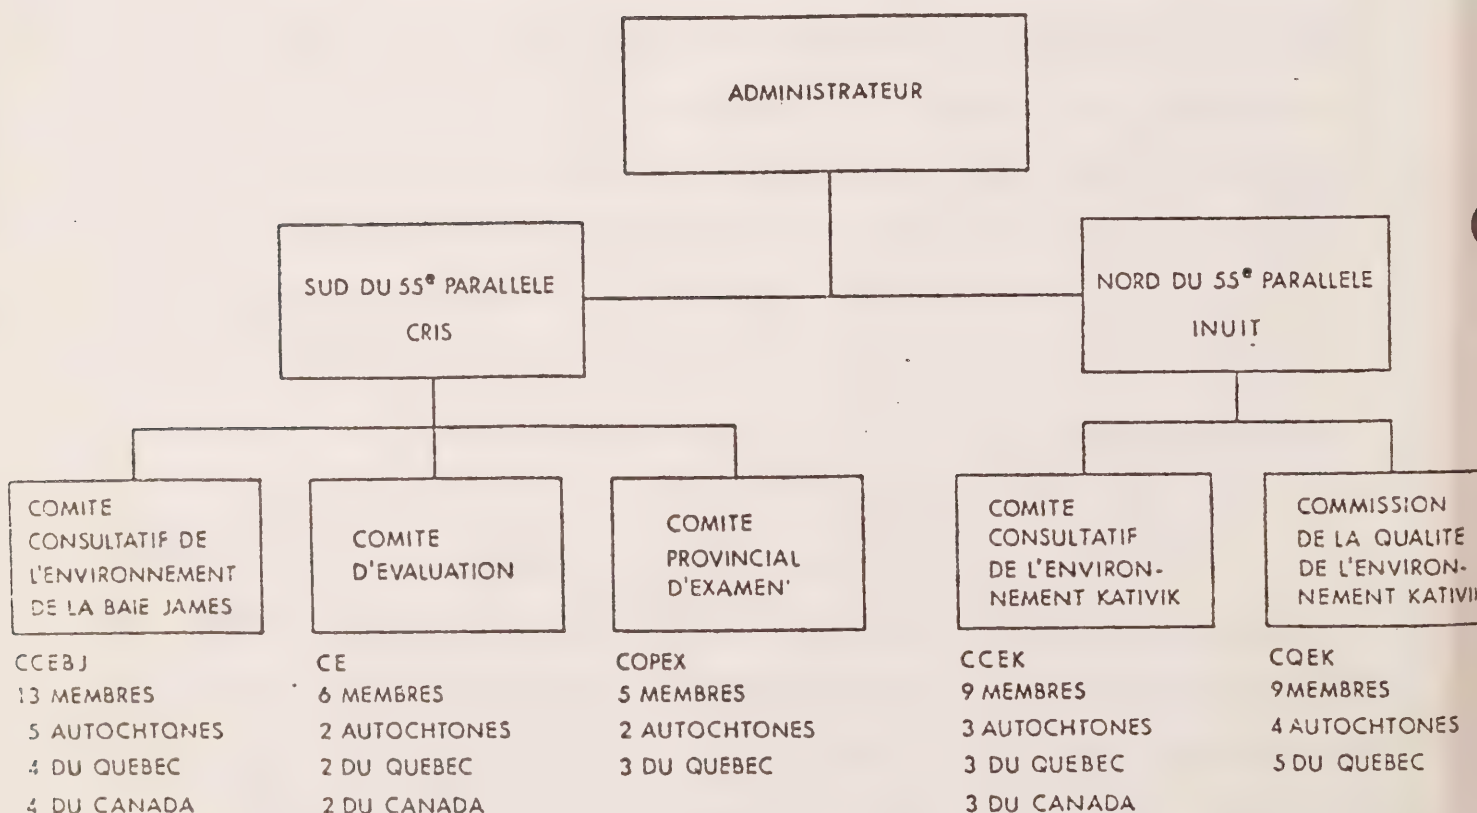 ADMINISTRATEUR
SUD DU 55e PARALLELE
CRIS
NORD DU 55e PARALLELE
INUIT
COMITE
CONSULTATIF DE
L'ENVIRONNEMENT
DE LA BAIE JAMES
CCEBJ
13 MEMBRES
5 AUTOCHTONES
4 DU QUEBEC
4 DU CANADA
COMITE
D'EVALUATION
CE
6 MEMBRES
2 AUTOCHTONES
2 DU QUEBEC
2 DU CANADA
COMITE
PROVINCIAL
D'EXAMEN'
COPEX
5 MEMBRES
2 AUTOCHTONES
3 DU QUEBEC
COMITE
CONSULTATIF
DE L'ENVIRON-
NEMENT KATIVIK
CCEK
9 MEMBRES
3 AUTOCHTONES
3 DU QUEBEC
3 DU CANADA
COMMISSION
DE LA QUALITE
DE L'ENVIRON-
NEMENT KATIVIK
CQEK
9MEMBRES
4 AUTOCHTONES
5 DU QUEBEC